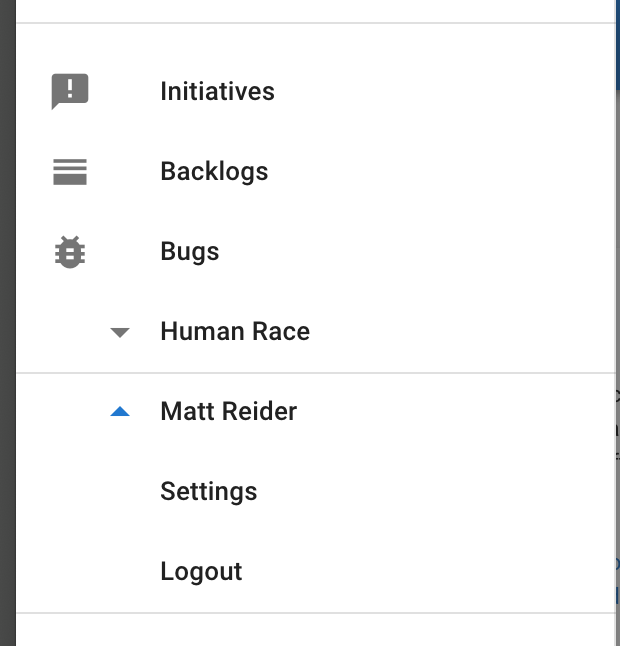 Initiatives
Backlogs
Bugs
Human Race
Matt Reider
Settings
Logout